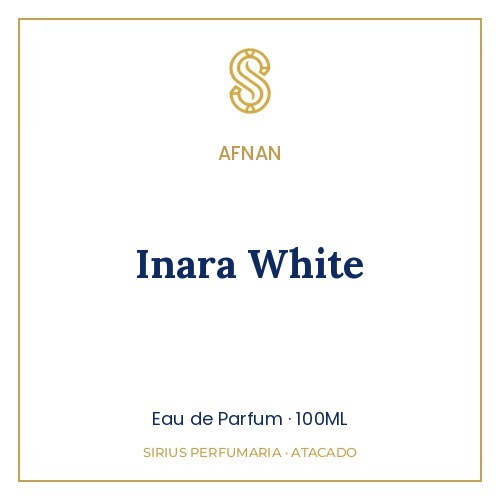 AFNAN
Inara White
Eau de Parfum · 100ML
SIRIUS PERFUMARIA · ATACADO